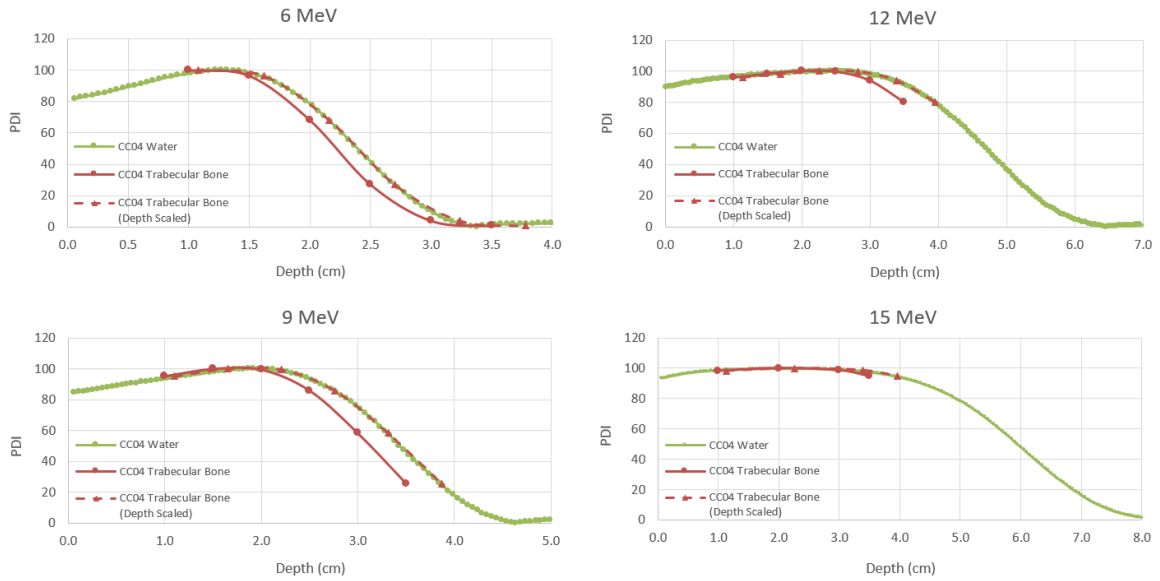 6 MeV
120
100
80
60
40
20
0
PDI
CC04 Water
CC04 Trabecular Bone
CC04 Trabecular Bone
(Depth Scaled)
0.0 0.5 1.0 1.5 2.0 2.5 3.0 3.5 4.0
Depth (cm)
12 MeV
120
100
80
60
40
20
0
PDI
CC04 Water
CC04 Trabecular Bone
CC04 Trabecular Bone
(Depth Scaled)
0.0 1.0 2.0 3.0 4.0 5.0 6.0 7.0
Depth (cm)
9 MeV
120
100
80
60
40
20
0
PDI
CC04 Water
CC04 Trabecular Bone
CC04 Trabecular Bone
(Depth Scaled)
0.0 1.0 2.0 3.0 4.0 5.0
Depth (cm)
15 MeV
120
100
80
60
40
20
0
PDI
CC04 Water
CC04 Trabecular Bone
CC04 Trabecular Bone
(Depth Scaled)
0.0 1.0 2.0 3.0 4.0 5.0 6.0 7.0 8.0
Depth (cm)